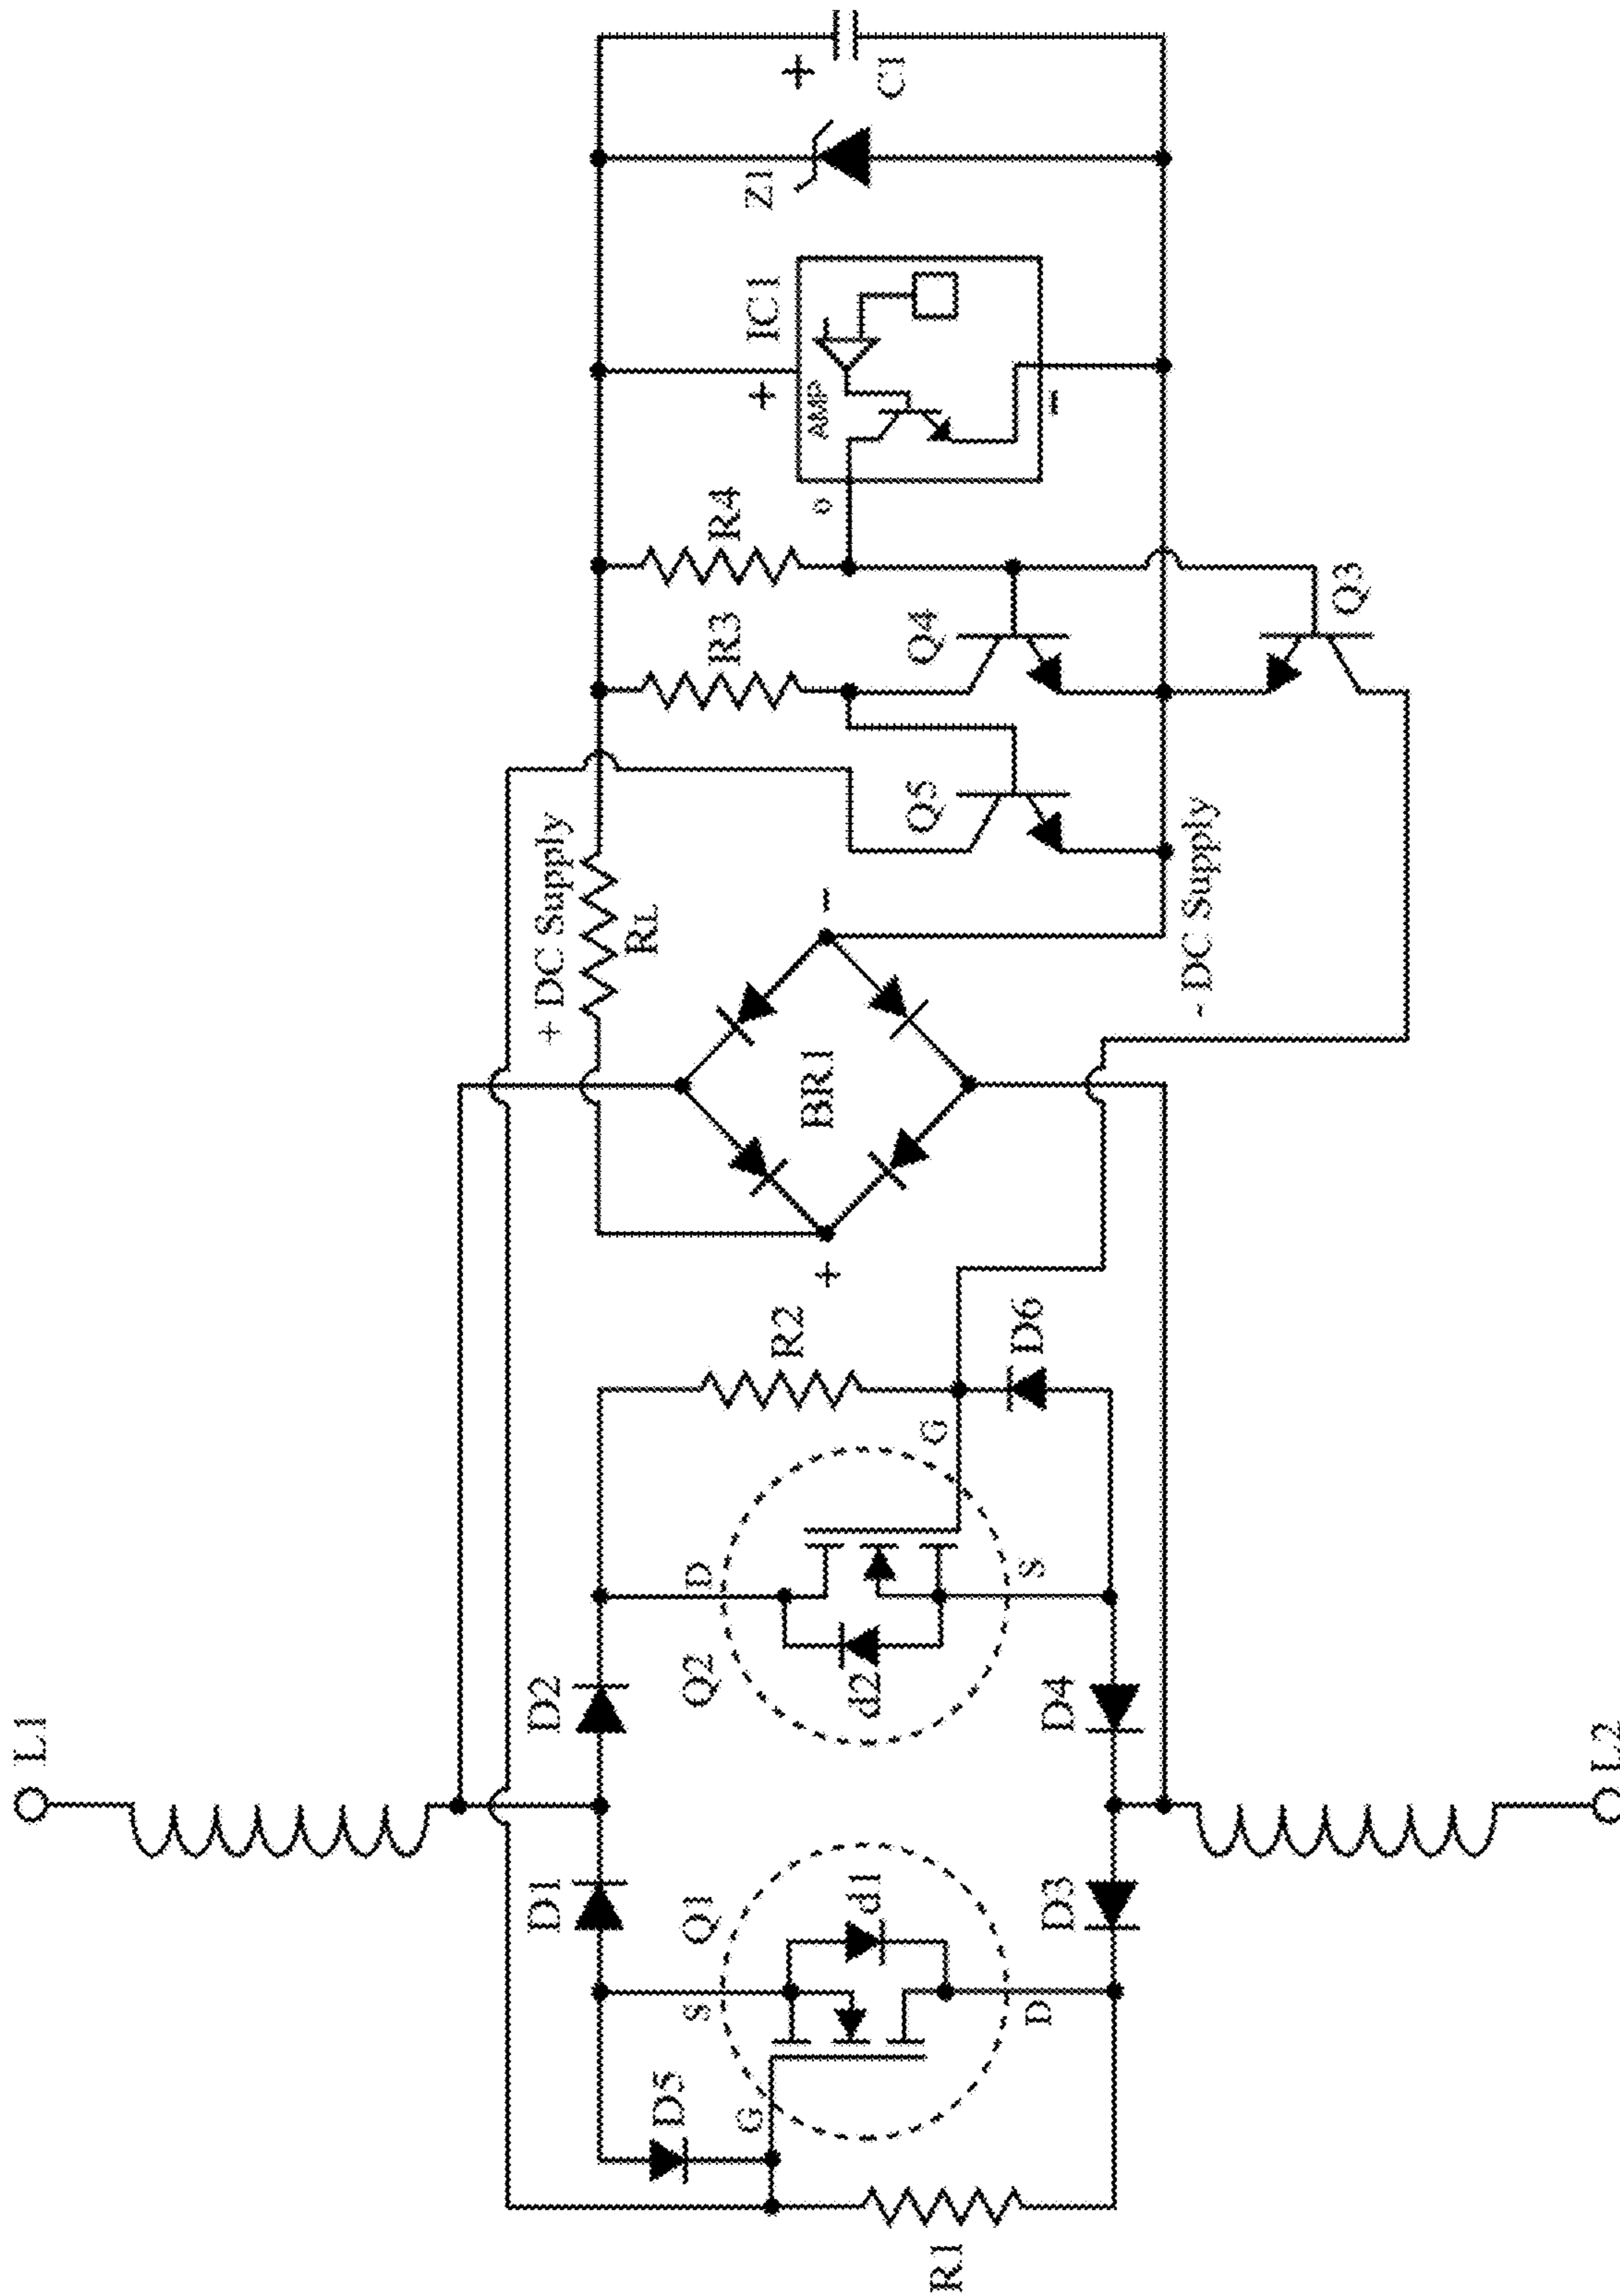 L1
D1
D2
D5
G
S
Q1
d1
D
D3
R1
Q2
d2
D
G
S
D4
D6
R2
+
BR1
-
+ DC Supply
RL
- DC Supply
Q5
R3
Q4
R4
Q3
o
IC1
+
AMP
-
Z1
+
C1
L2